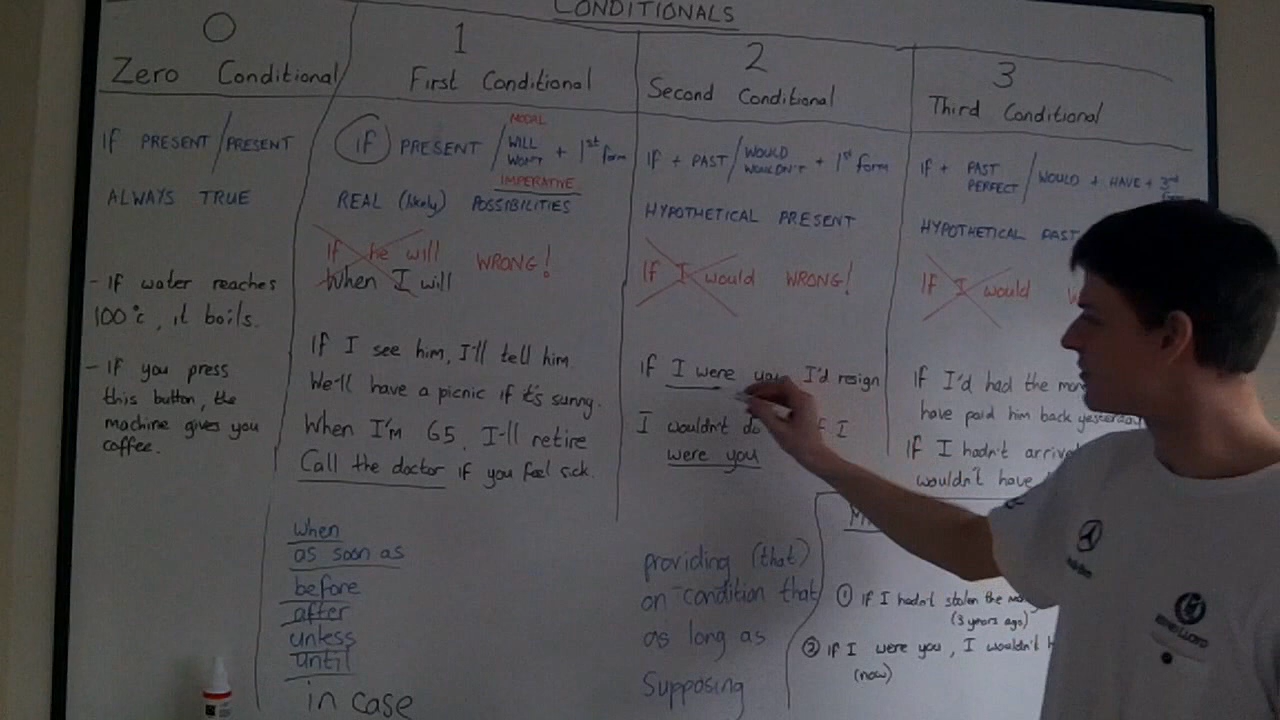 CONDITIONALS
0
Zero Conditional
If PRESENT / PRESENT
ALWAYS TRUE
- If water reaches
100°c, it boils.
- If you press
this button, the
machine gives you
coffee.
1
First Conditional
MODAL
If PRESENT / WILL WON'T + 1st form
IMPERATIVE
REAL (likely) POSSIBILITIES
If he will WRONG!
When I will
If I see him, I'll tell him
We'll have a picnic if it's sunny.
When I'm 65, I'll retire
Call the doctor if you feel sick.
when
as soon as
before
after
unless
until
in case
2
Second Conditional
If + PAST / WOULD WOULDN'T + 1st form
HYPOTHETICAL PRESENT
If I would WRONG!
If I were you I'd resign
I wouldn't do if I
were you
providing (that)
on condition that
as long as
Supposing
3
Third Conditional
If + PAST PERFECT / WOULD + HAVE + 3rd form
HYPOTHETICAL PAST
If I would
If I'd had the
have paid him back yesterday
If I hadn't
wouldn't have
① If I hadn't stolen the
(3 years ago)
② If I were you, I wouldn't
(now)